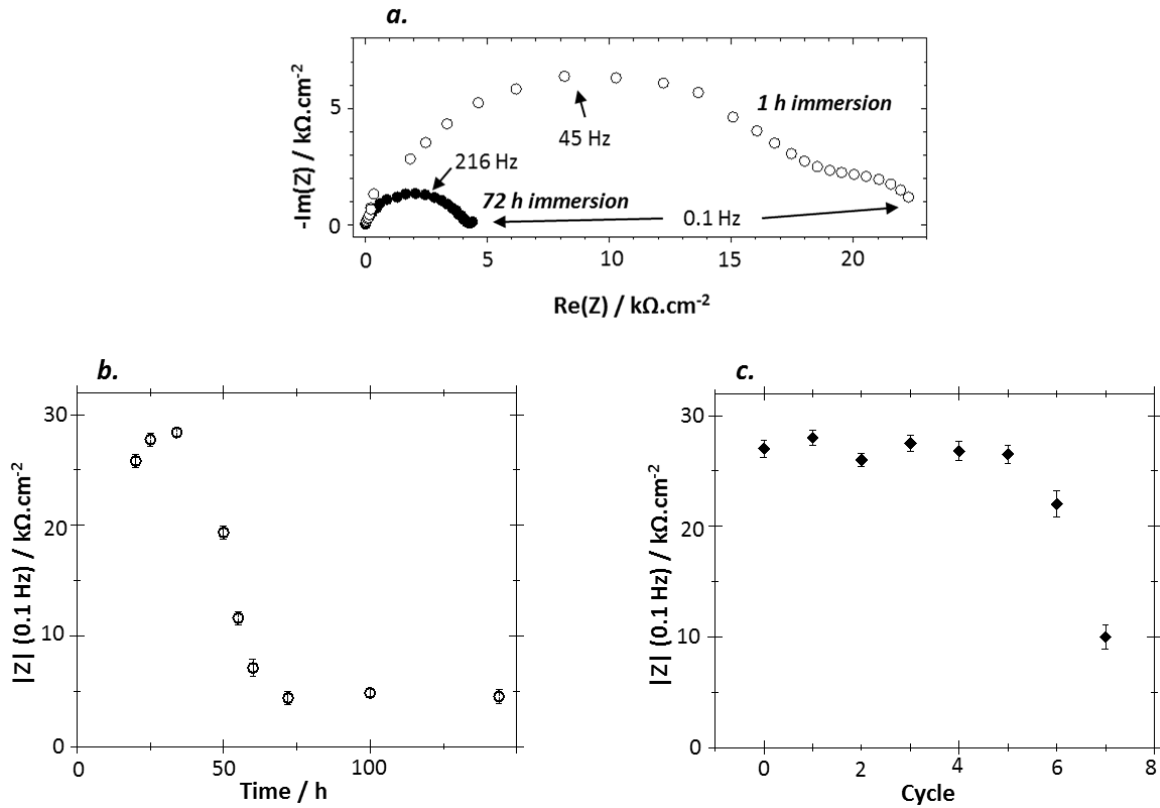 a.
5
0
-Im(Z) / kΩ.cm-2
1 h immersion
45 Hz
216 Hz
72 h immersion
0.1 Hz
0 5 10 15 20
Re(Z) / kΩ.cm-2
b.
30
20
10
0
|Z| (0.1 Hz) / kΩ.cm-2
0 50 100
Time / h
c.
30
20
10
0
|Z| (0.1 Hz) / kΩ.cm-2
0 2 4 6 8
Cycle